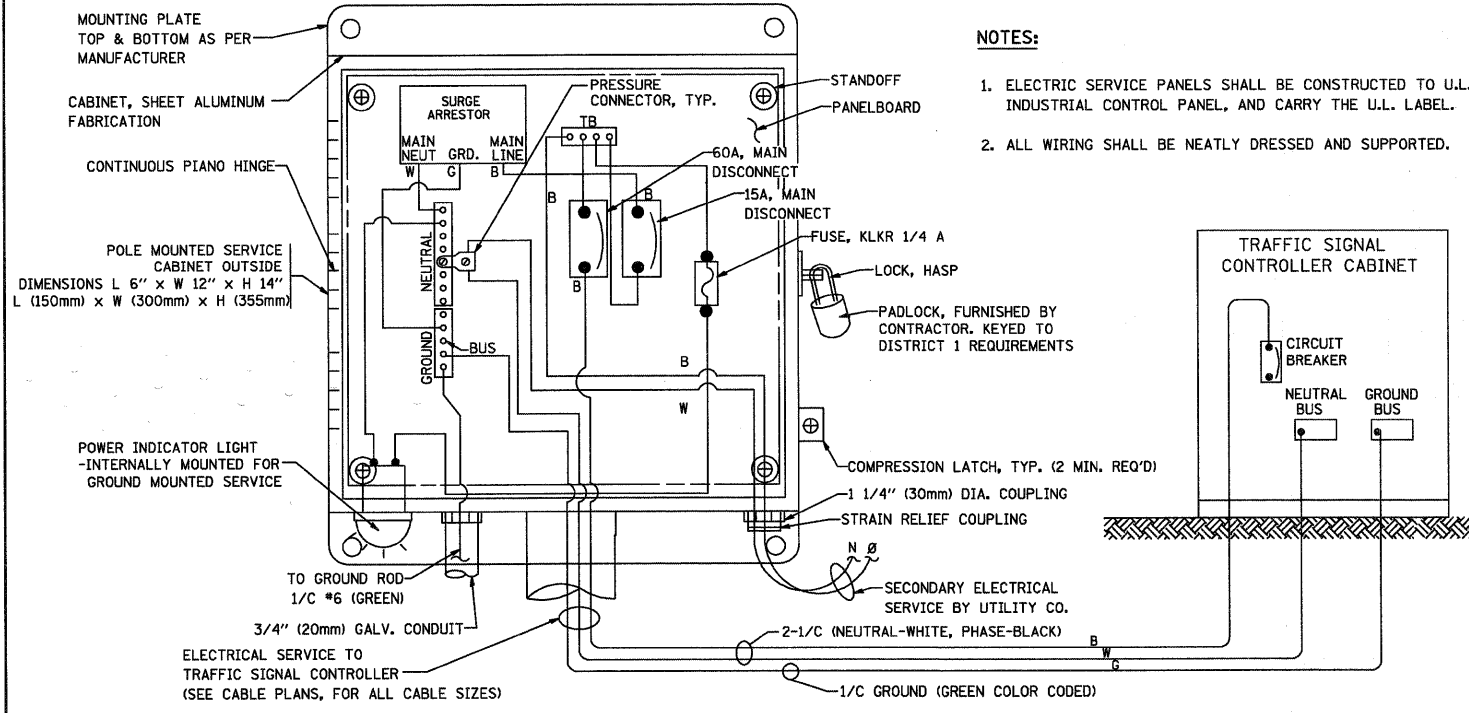 MOUNTING PLATE
TOP & BOTTOM AS PER
MANUFACTURER
CABINET, SHEET ALUMINUM
FABRICATION
CONTINUOUS PIANO HINGE
POLE MOUNTED SERVICE
CABINET OUTSIDE
DIMENSIONS L 6" x W 12" x H 14"
L (150mm) x W (300mm) x H (355mm)
POWER INDICATOR LIGHT
-INTERNALLY MOUNTED FOR
GROUND MOUNTED SERVICE
SURGE
ARRESTOR
MAIN
NEUT
GRD.
MAIN
LINE
W
G
B
PRESSURE
CONNECTOR, TYP.
TB
STANDOFF
PANELBOARD
60A, MAIN
DISCONNECT
15A, MAIN
DISCONNECT
B
B
B
FUSE, KLKR 1/4 A
NEUTRAL
GROUND
BUS
LOCK, HASP
PADLOCK, FURNISHED BY
CONTRACTOR. KEYED TO
DISTRICT 1 REQUIREMENTS
B
W
COMPRESSION LATCH, TYP. (2 MIN. REQ'D)
1 1/4" (30mm) DIA. COUPLING
STRAIN RELIEF COUPLING
N Ø
SECONDARY ELECTRICAL
SERVICE BY UTILITY CO.
TO GROUND ROD
1/C #6 (GREEN)
3/4" (20mm) GALV. CONDUIT
ELECTRICAL SERVICE TO
TRAFFIC SIGNAL CONTROLLER
(SEE CABLE PLANS, FOR ALL CABLE SIZES)
2-1/C (NEUTRAL-WHITE, PHASE-BLACK)
1/C GROUND (GREEN COLOR CODED)
B
W
G
NOTES:
1. ELECTRIC SERVICE PANELS SHALL BE CONSTRUCTED TO U.L.
INDUSTRIAL CONTROL PANEL, AND CARRY THE U.L. LABEL.
2. ALL WIRING SHALL BE NEATLY DRESSED AND SUPPORTED.
TRAFFIC SIGNAL
CONTROLLER CABINET
CIRCUIT
BREAKER
NEUTRAL
BUS
GROUND
BUS